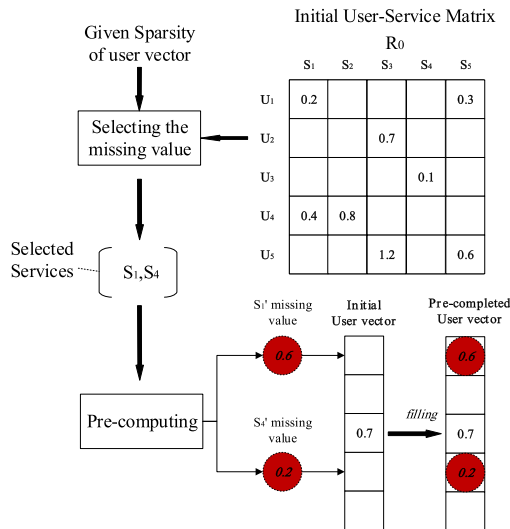 Initial User-Service Matrix
Given Sparsity
of user vector
R0
S1 S2 S3 S4 S5
U1 0.2 0.3
Selecting the
missing value
U2 0.7
U3 0.1
U4 0.4 0.8
U5 1.2 0.6
Selected
Services
S1,S4
S1' missing
value
Initial
User vector
Pre-completed
User vector
0.6
0.6
Pre-computing
S4' missing
value
0.7
filling
0.7
0.2
0.2